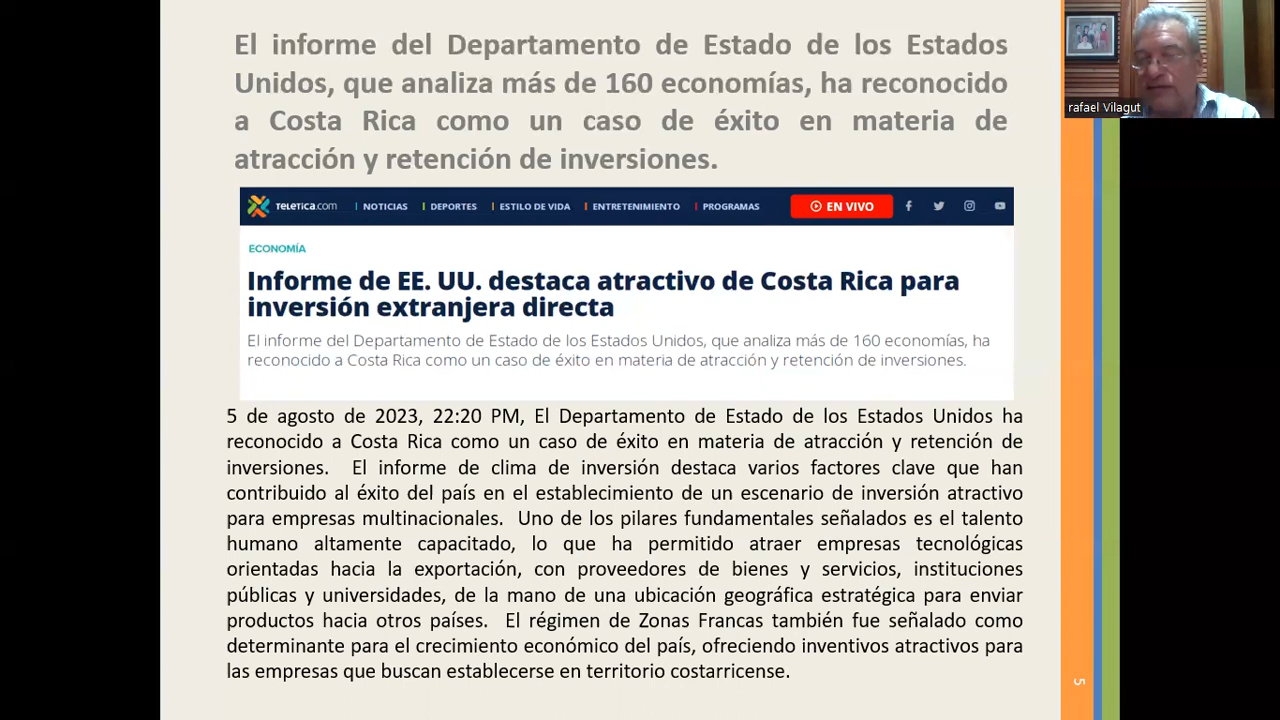 El informe del Departamento de Estado de los Estados
Unidos, que analiza más de 160 economías, ha reconocido
a Costa Rica como un caso de éxito en materia de
atracción y retención de inversiones.
rafael Vilagut
TELETICA.COM NOTICIAS DEPORTES ESTILO DE VIDA ENTRETENIMIENTO PROGRAMAS EN VIVO
ECONOMÍA
Informe de EE. UU. destaca atractivo de Costa Rica para
inversión extranjera directa
El informe del Departamento de Estado de los Estados Unidos, que analiza más de 160 economías, ha
reconocido a Costa Rica como un caso de éxito en materia de atracción y retención de inversiones.
5 de agosto de 2023, 22:20 PM, El Departamento de Estado de los Estados Unidos ha
reconocido a Costa Rica como un caso de éxito en materia de atracción y retención de
inversiones. El informe de clima de inversión destaca varios factores clave que han
contribuido al éxito del país en el establecimiento de un escenario de inversión atractivo
para empresas multinacionales. Uno de los pilares fundamentales señalados es el talento
humano altamente capacitado, lo que ha permitido atraer empresas tecnológicas
orientadas hacia la exportación, con proveedores de bienes y servicios, instituciones
públicas y universidades, de la mano de una ubicación geográfica estratégica para enviar
productos hacia otros países. El régimen de Zonas Francas también fue señalado como
determinante para el crecimiento económico del país, ofreciendo inventivos atractivos para
las empresas que buscan establecerse en territorio costarricense.
5